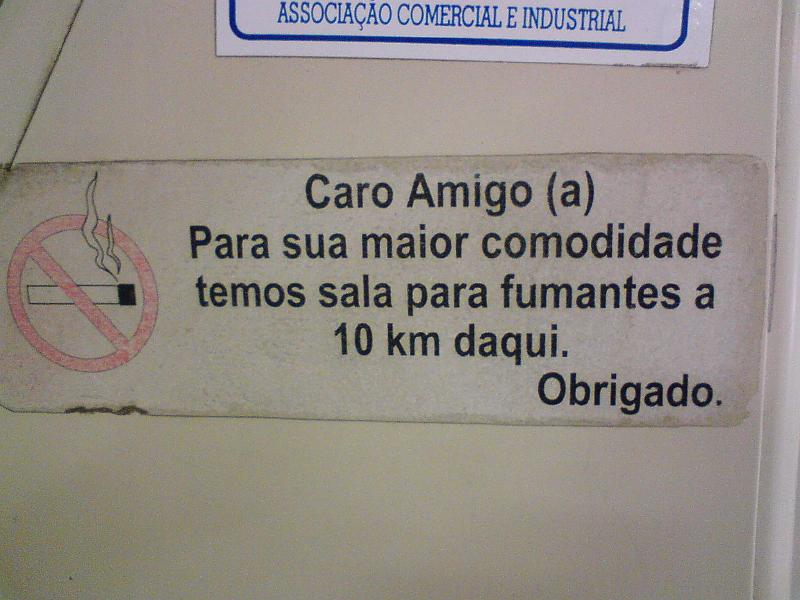 ASSOCIAÇÃO COMERCIAL E INDUSTRIAL
Caro Amigo (a)
Para sua maior comodidade
temos sala para fumantes a
10 km daqui.
Obrigado.